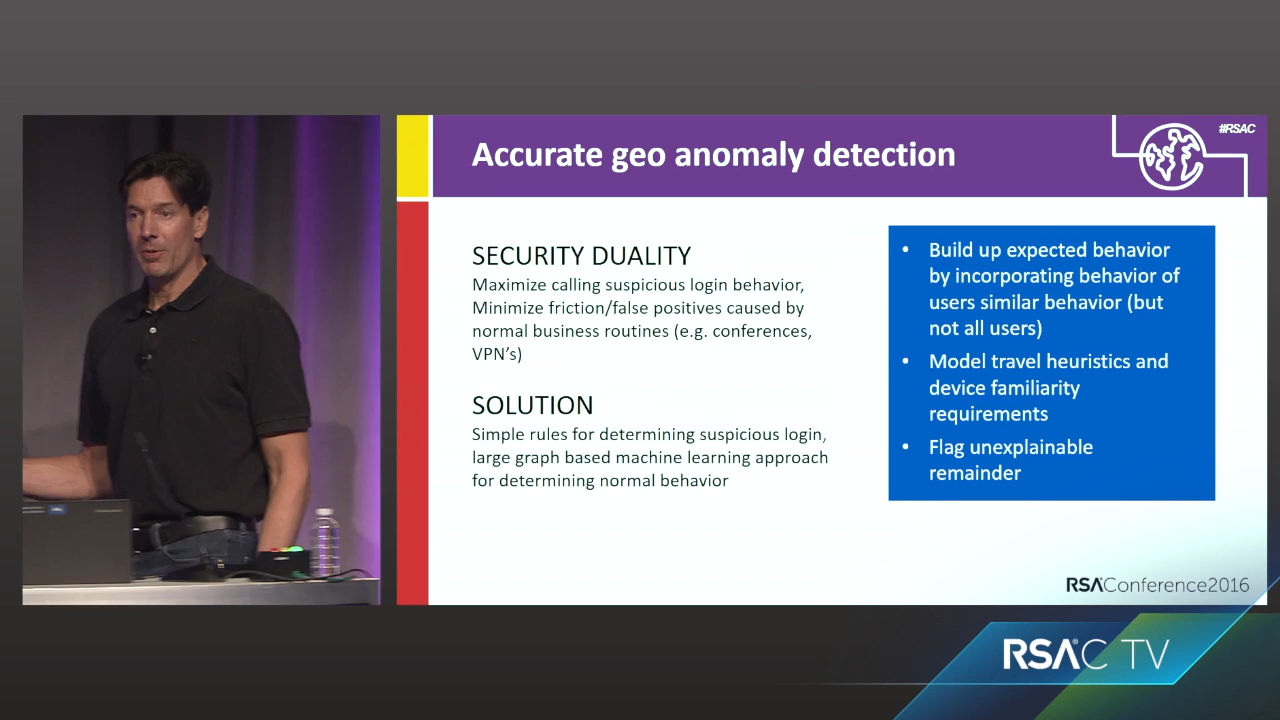 Accurate geo anomaly detection
#RSAC
SECURITY DUALITY
Maximize calling suspicious login behavior,
Minimize friction/false positives caused by
normal business routines (e.g. conferences,
VPN's)
SOLUTION
Simple rules for determining suspicious login,
large graph based machine learning approach
for determining normal behavior
• Build up expected behavior
by incorporating behavior of
users similar behavior (but
not all users)
• Model travel heuristics and
device familiarity
requirements
• Flag unexplainable
remainder
RSAConference2016
RSA®C TV